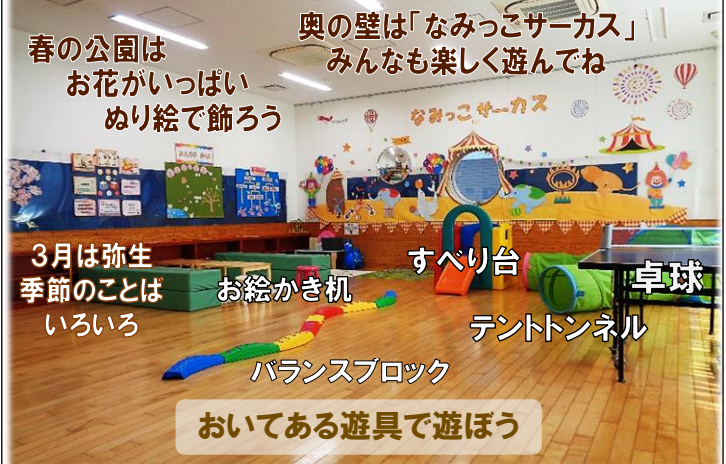 春の公園は
お花がいっぱい
ぬり絵で飾ろう
奥の壁は「なみっこサーカス」
みんなも楽しく遊んでね
なみっこサーカス
3月は弥生
季節のことば
いろいろ
お絵かき机
すべり台
卓球
テントトンネル
バランスブロック
おいてある遊具で遊ぼう